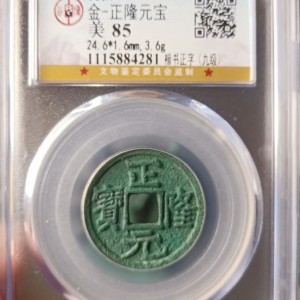 金-正隆元宝
美 85
24.6*1.6mm,3.6g
1115884281 楷书正字(九级)
★文物鉴定委员会监制★
正隆元寶